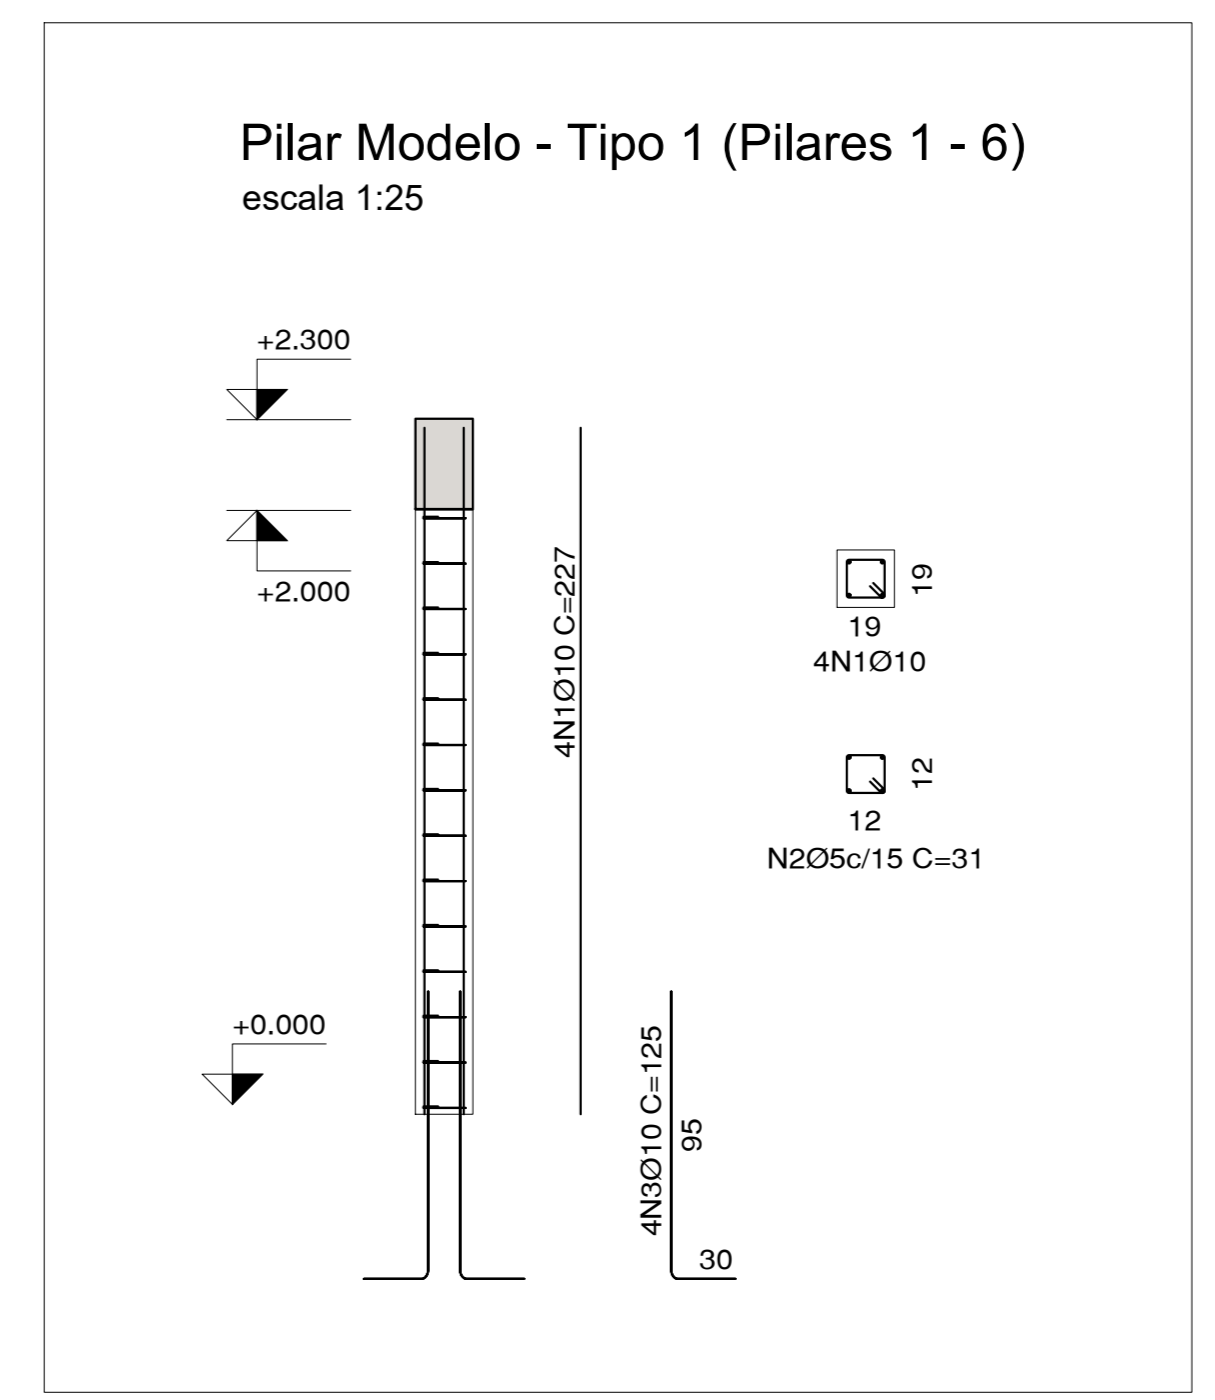 Pilar Modelo - Tipo 1 (Pilares 1 - 6)
escala 1:25
+2.300
+2.000
+0.000
4N1Ø10 C=227
19
19
4N1Ø10
12
12
N2Ø5c/15 C=31
4N3Ø10 C=125
95
30